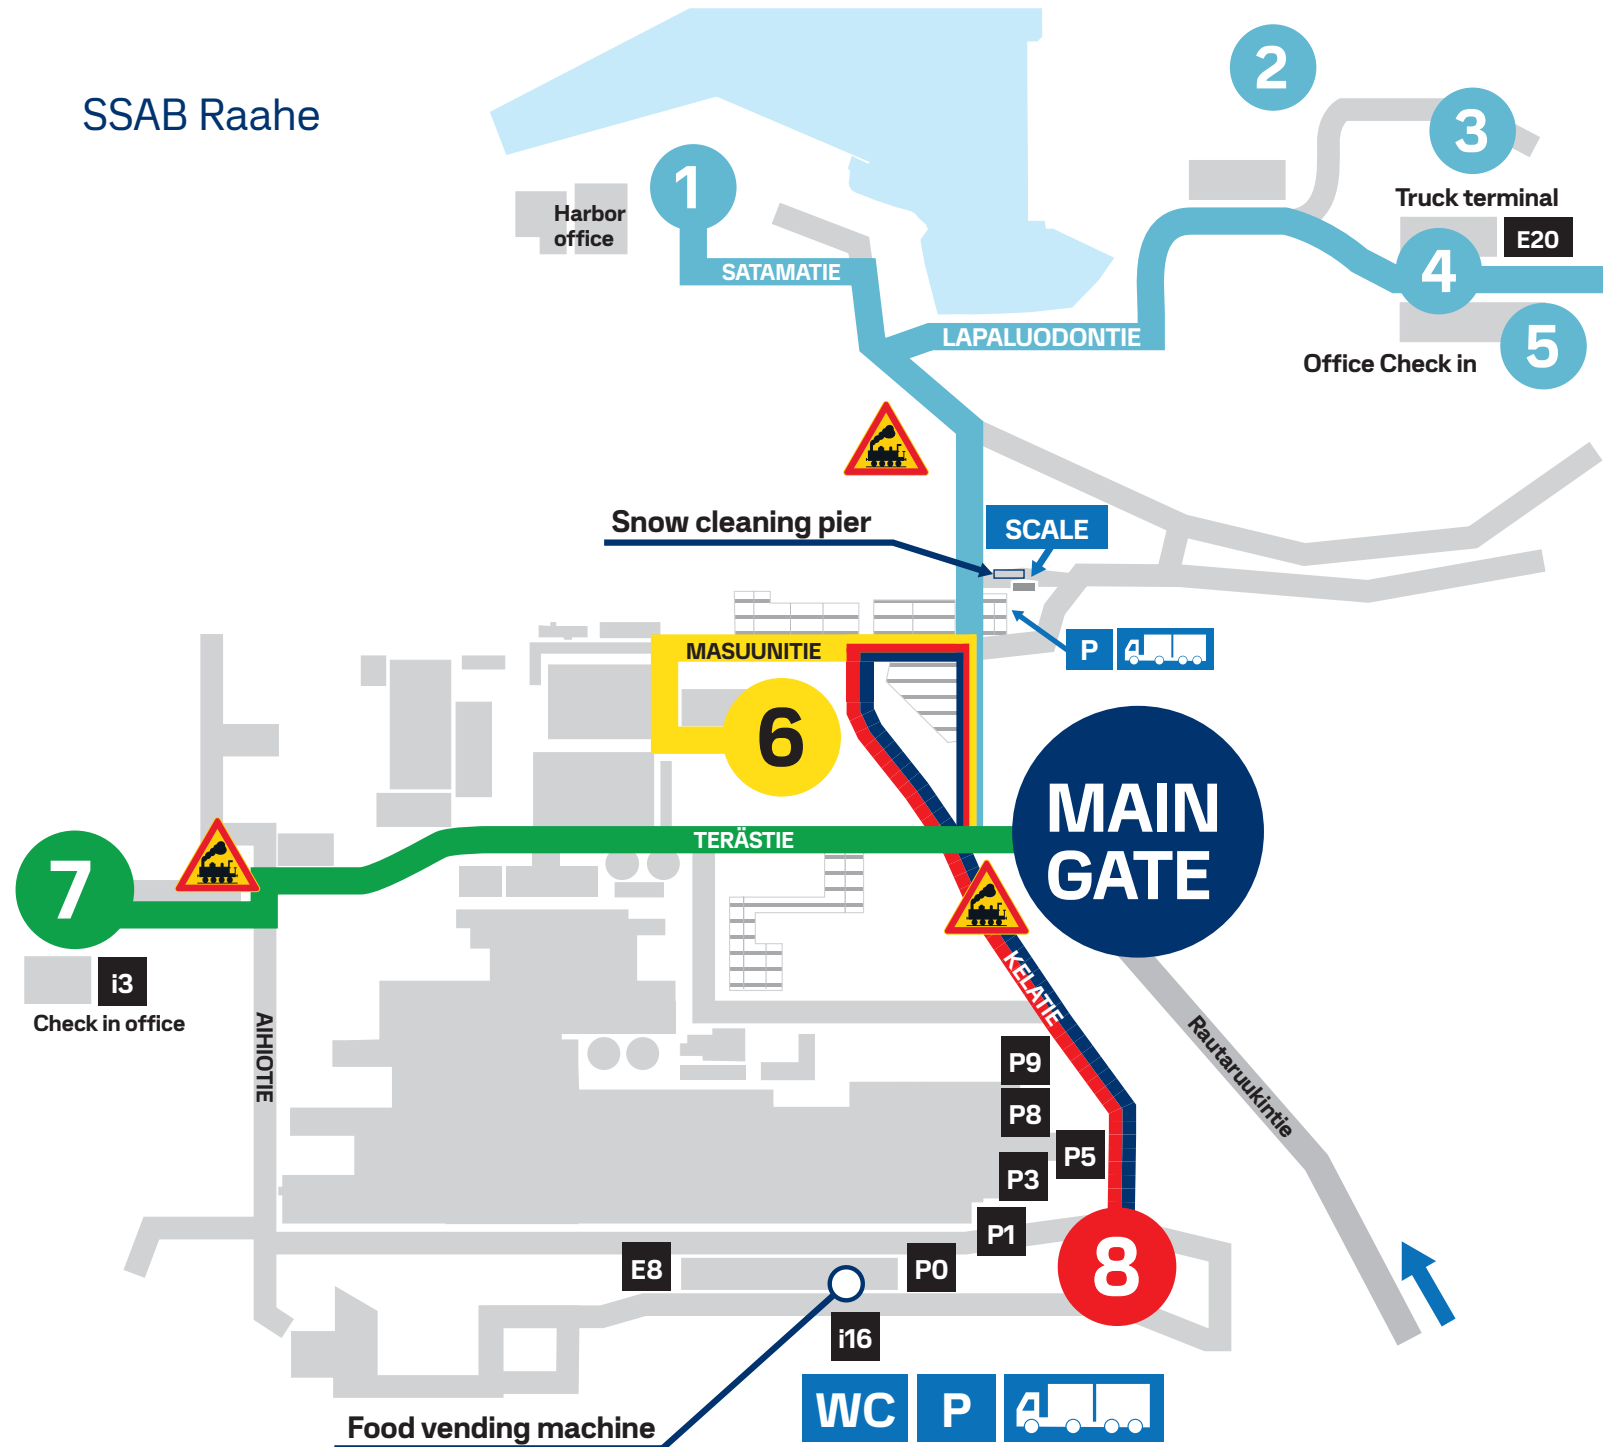 SSAB Raahe
2
3
1
Harbor
office
Truck terminal
E20
SATAMATIE
4
LAPALUODONTIE
5
Office Check in
Snow cleaning pier
SCALE
P
MASUUNITIE
6
MAIN
GATE
TERÄSTIE
7
i3
Check in office
AIHIOTIE
KELATIE
Rautaruukintie
P9
P8
P5
P3
P1
E8
P0
8
i16
WC
P
Food vending machine